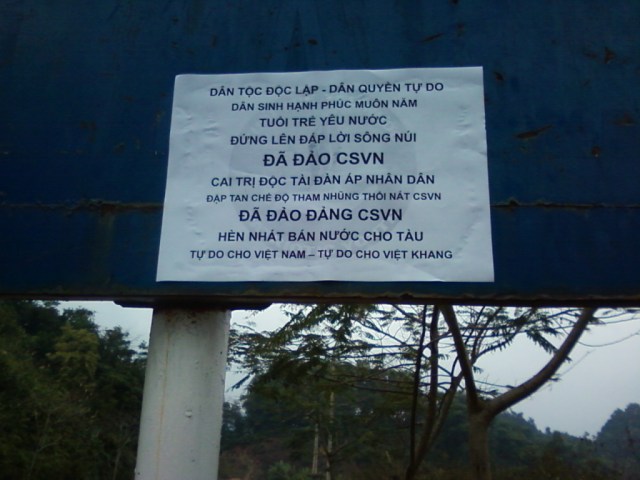 DÂN TỘC ĐỘC LẬP - DÂN QUYỀN TỰ DO
DÂN SINH HẠNH PHÚC MUÔN NĂM
TUỔI TRẺ YÊU NƯỚC
ĐỨNG LÊN ĐÁP LỜI SÔNG NÚI
ĐÃ ĐẢO CSVN
CAI TRỊ ĐỘC TÀI ĐÀN ÁP NHÂN DÂN
ĐẠP TAN CHẾ ĐỘ THAM NHŨNG THỐI NÁT CSVN
ĐÃ ĐẢO ĐẢNG CSVN
HÈN NHÁT BÁN NƯỚC CHO TÀU
TỰ DO CHO VIỆT NAM – TỰ DO CHO VIỆT KHANG